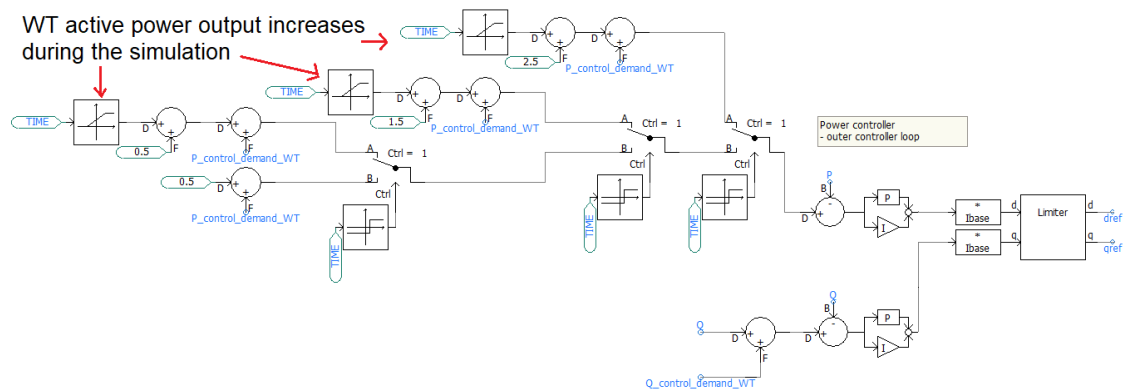 WT active power output increases
during the simulation
TIME
D
+
+
F
2.5
D
+
+
F
P_control_demand_WT
TIME
D
+
+
F
1.5
D
+
+
F
P_control_demand_WT
TIME
D
+
+
F
0.5
D
+
+
F
P_control_demand_WT
0.5
D
+
+
F
P_control_demand_WT
A
B
Ctrl = 1
Ctrl
TIME
A
B
Ctrl = 1
Ctrl
TIME
A
B
Ctrl = 1
Ctrl
TIME
Power controller
- outer controller loop
P
B
-
D
+
P
I
*
Ibase
*
Ibase
d
q
Limiter
d
q
dref
qref
Q
D
+
+
F
Q_control_demand_WT
Q
B
-
D
+
P
I